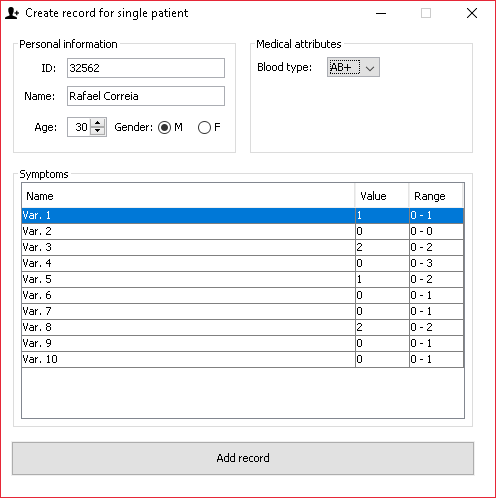 Create record for single patient
Personal information
ID: 32562
Name: Rafael Correia
Age: 30 Gender: M F
Medical attributes
Blood type: AB+
Symptoms
Name Value Range
Var. 1 1 0 - 1
Var. 2 0 0 - 0
Var. 3 2 0 - 2
Var. 4 0 0 - 3
Var. 5 1 0 - 2
Var. 6 0 0 - 1
Var. 7 0 0 - 1
Var. 8 2 0 - 2
Var. 9 0 0 - 1
Var. 10 0 0 - 1
Add record